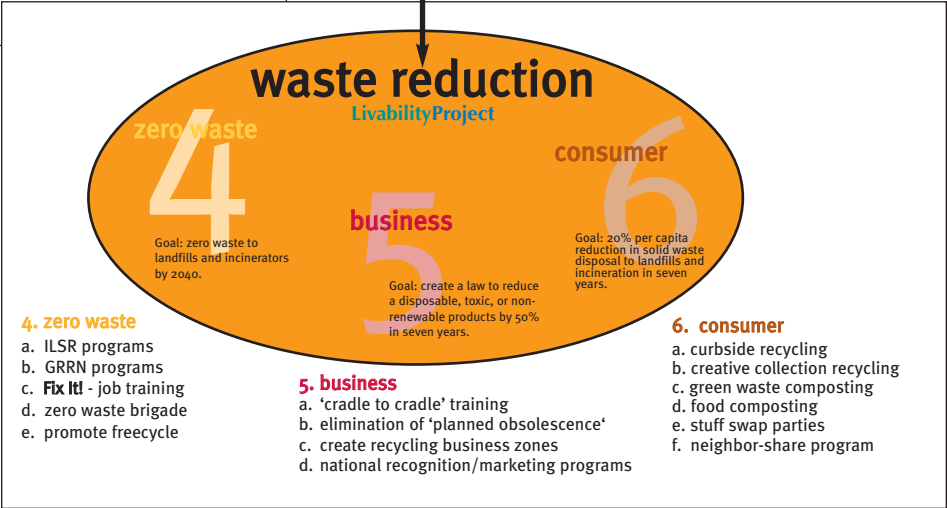 waste reduction
LivabilityProject
4
zero waste
Goal: zero waste to
landfills and incinerators
by 2040.
5
business
Goal: create a law to reduce
a disposable, toxic, or non-
renewable products by 50%
in seven years.
6
consumer
Goal: 20% per capita
reduction in solid waste
disposal to landfills and
incineration in seven
years.
4. zero waste
a. ILSR programs
b. GRRN programs
c. Fix It! - job training
d. zero waste brigade
e. promote freecycle
5. business
a. ‘cradle to cradle’ training
b. elimination of ‘planned obsolescence‘
c. create recycling business zones
d. national recognition/marketing programs
6. consumer
a. curbside recycling
b. creative collection recycling
c. green waste composting
d. food composting
e. stuff swap parties
f. neighbor-share program